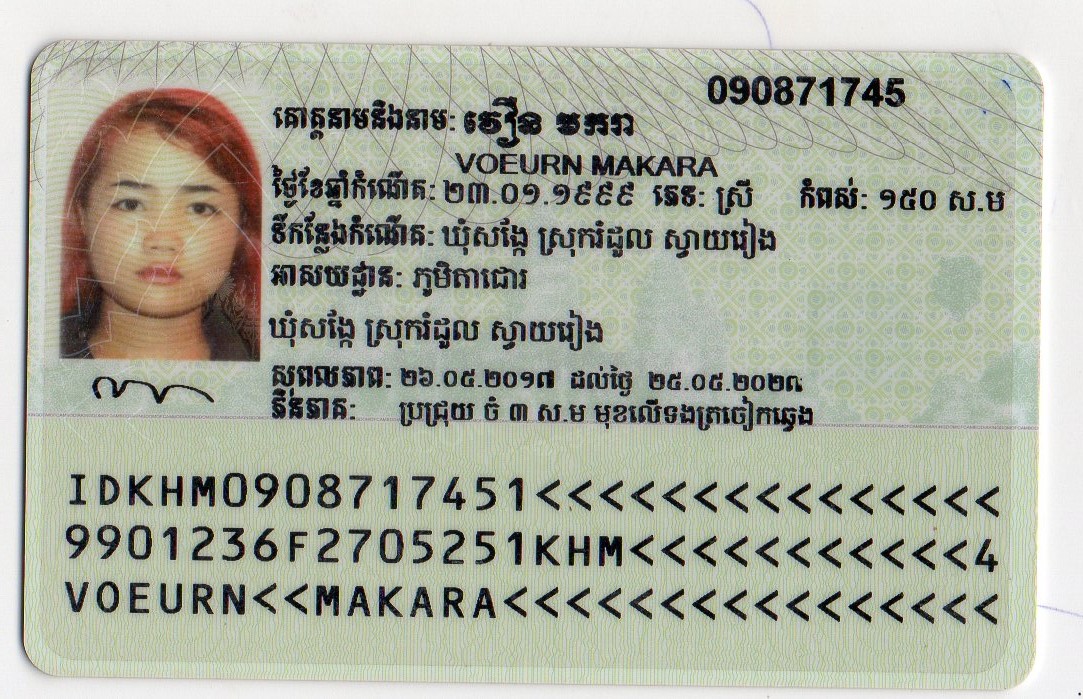 090871745
គោត្តនាមនិងនាម: វឿន មករា
VOEURN MAKARA
ថ្ងៃខែឆ្នាំកំណើត: ២៣.០១.១៩៩៩ ភេទ: ស្រី កំពស់: ១៥០ ស.ម
ទីកន្លែងកំណើត: ឃុំសង្កែ ស្រុករំដួល ស្វាយរៀង
អាសយដ្ឋាន: ភូមិតាជោរ
ឃុំសង្កែ ស្រុករំដួល ស្វាយរៀង
សុពលភាព: ២៦.០៥.២០១៧ ដល់ថ្ងៃ ២៥.០៥.២០២៧
ភិនភាគ: ប្រជ្រុយ ចំ ៣ ស.ម មុខលើទងត្រចៀកឆ្វេង
IDKHM0908717451<<<<<<<<<<<<<<<
9901236F2705251KHM<<<<<<<<<<<4
VOEURN<<MAKARA<<<<<<<<<<<<<<<<